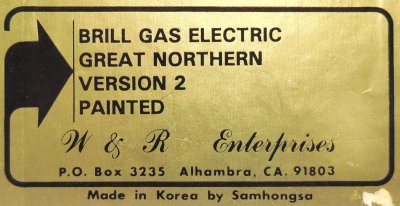 BRILL GAS ELECTRIC
GREAT NORTHERN
VERSION 2
PAINTED
W & R Enterprises
P.O. Box 3235 Alhambra, CA. 91803
Made in Korea by Samhongsa